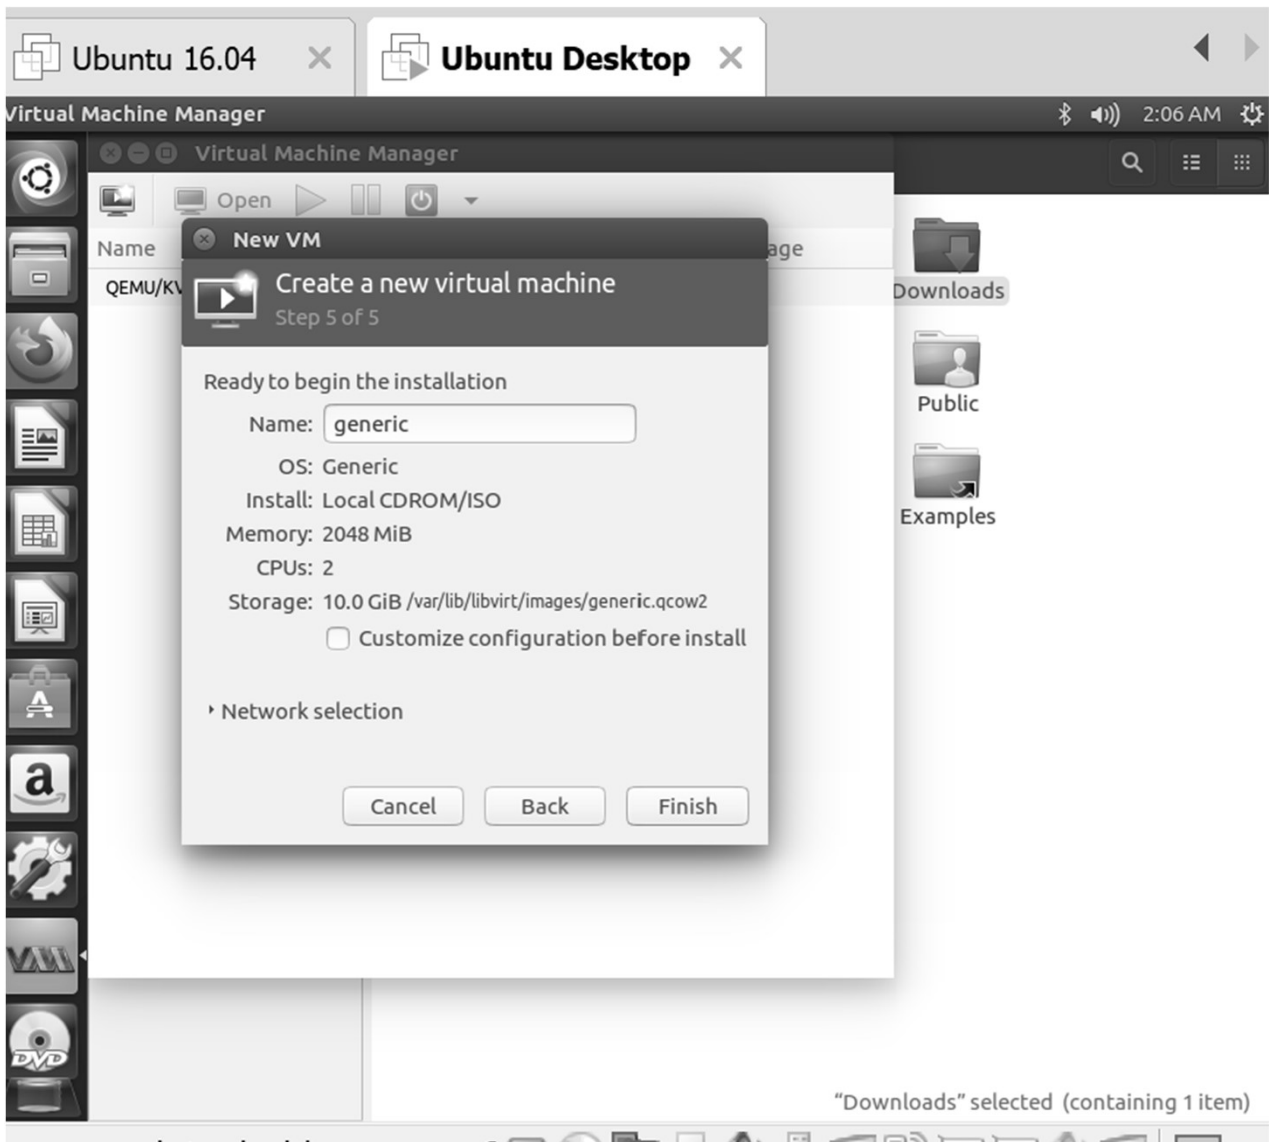 Ubuntu 16.04
Ubuntu Desktop
Virtual Machine Manager
2:06 AM
Virtual Machine Manager
Open
Name
age
QEMU/KV
New VM
Create a new virtual machine
Step 5 of 5
Ready to begin the installation
Name: generic
OS: Generic
Install: Local CDROM/ISO
Memory: 2048 MiB
CPUs: 2
Storage: 10.0 GiB /var/lib/libvirt/images/generic.qcow2
Customize configuration before install
Network selection
Cancel
Back
Finish
Downloads
Public
Examples
a
DVD
“Downloads” selected (containing 1 item)